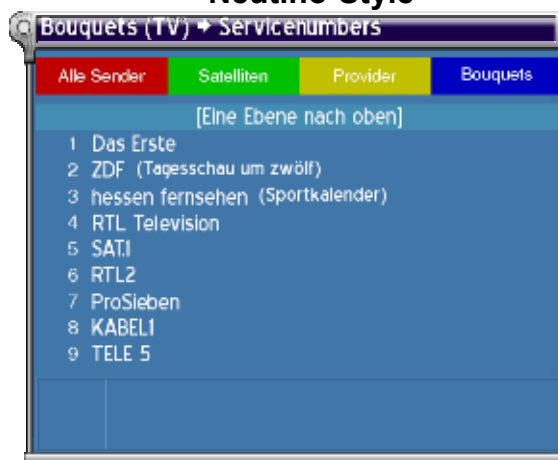 Neutrino-Style
Bouquets (TV) → Servicenumbers
Alle Sender Satelliten Provider Bouquets
[Eine Ebene nach oben]
1 Das Erste
2 ZDF (Tagesschau um zwölf)
3 hessen fernsehen (Sportkalender)
4 RTL Television
5 SAT.1
6 RTL2
7 ProSieben
8 KABEL1
9 TELE 5